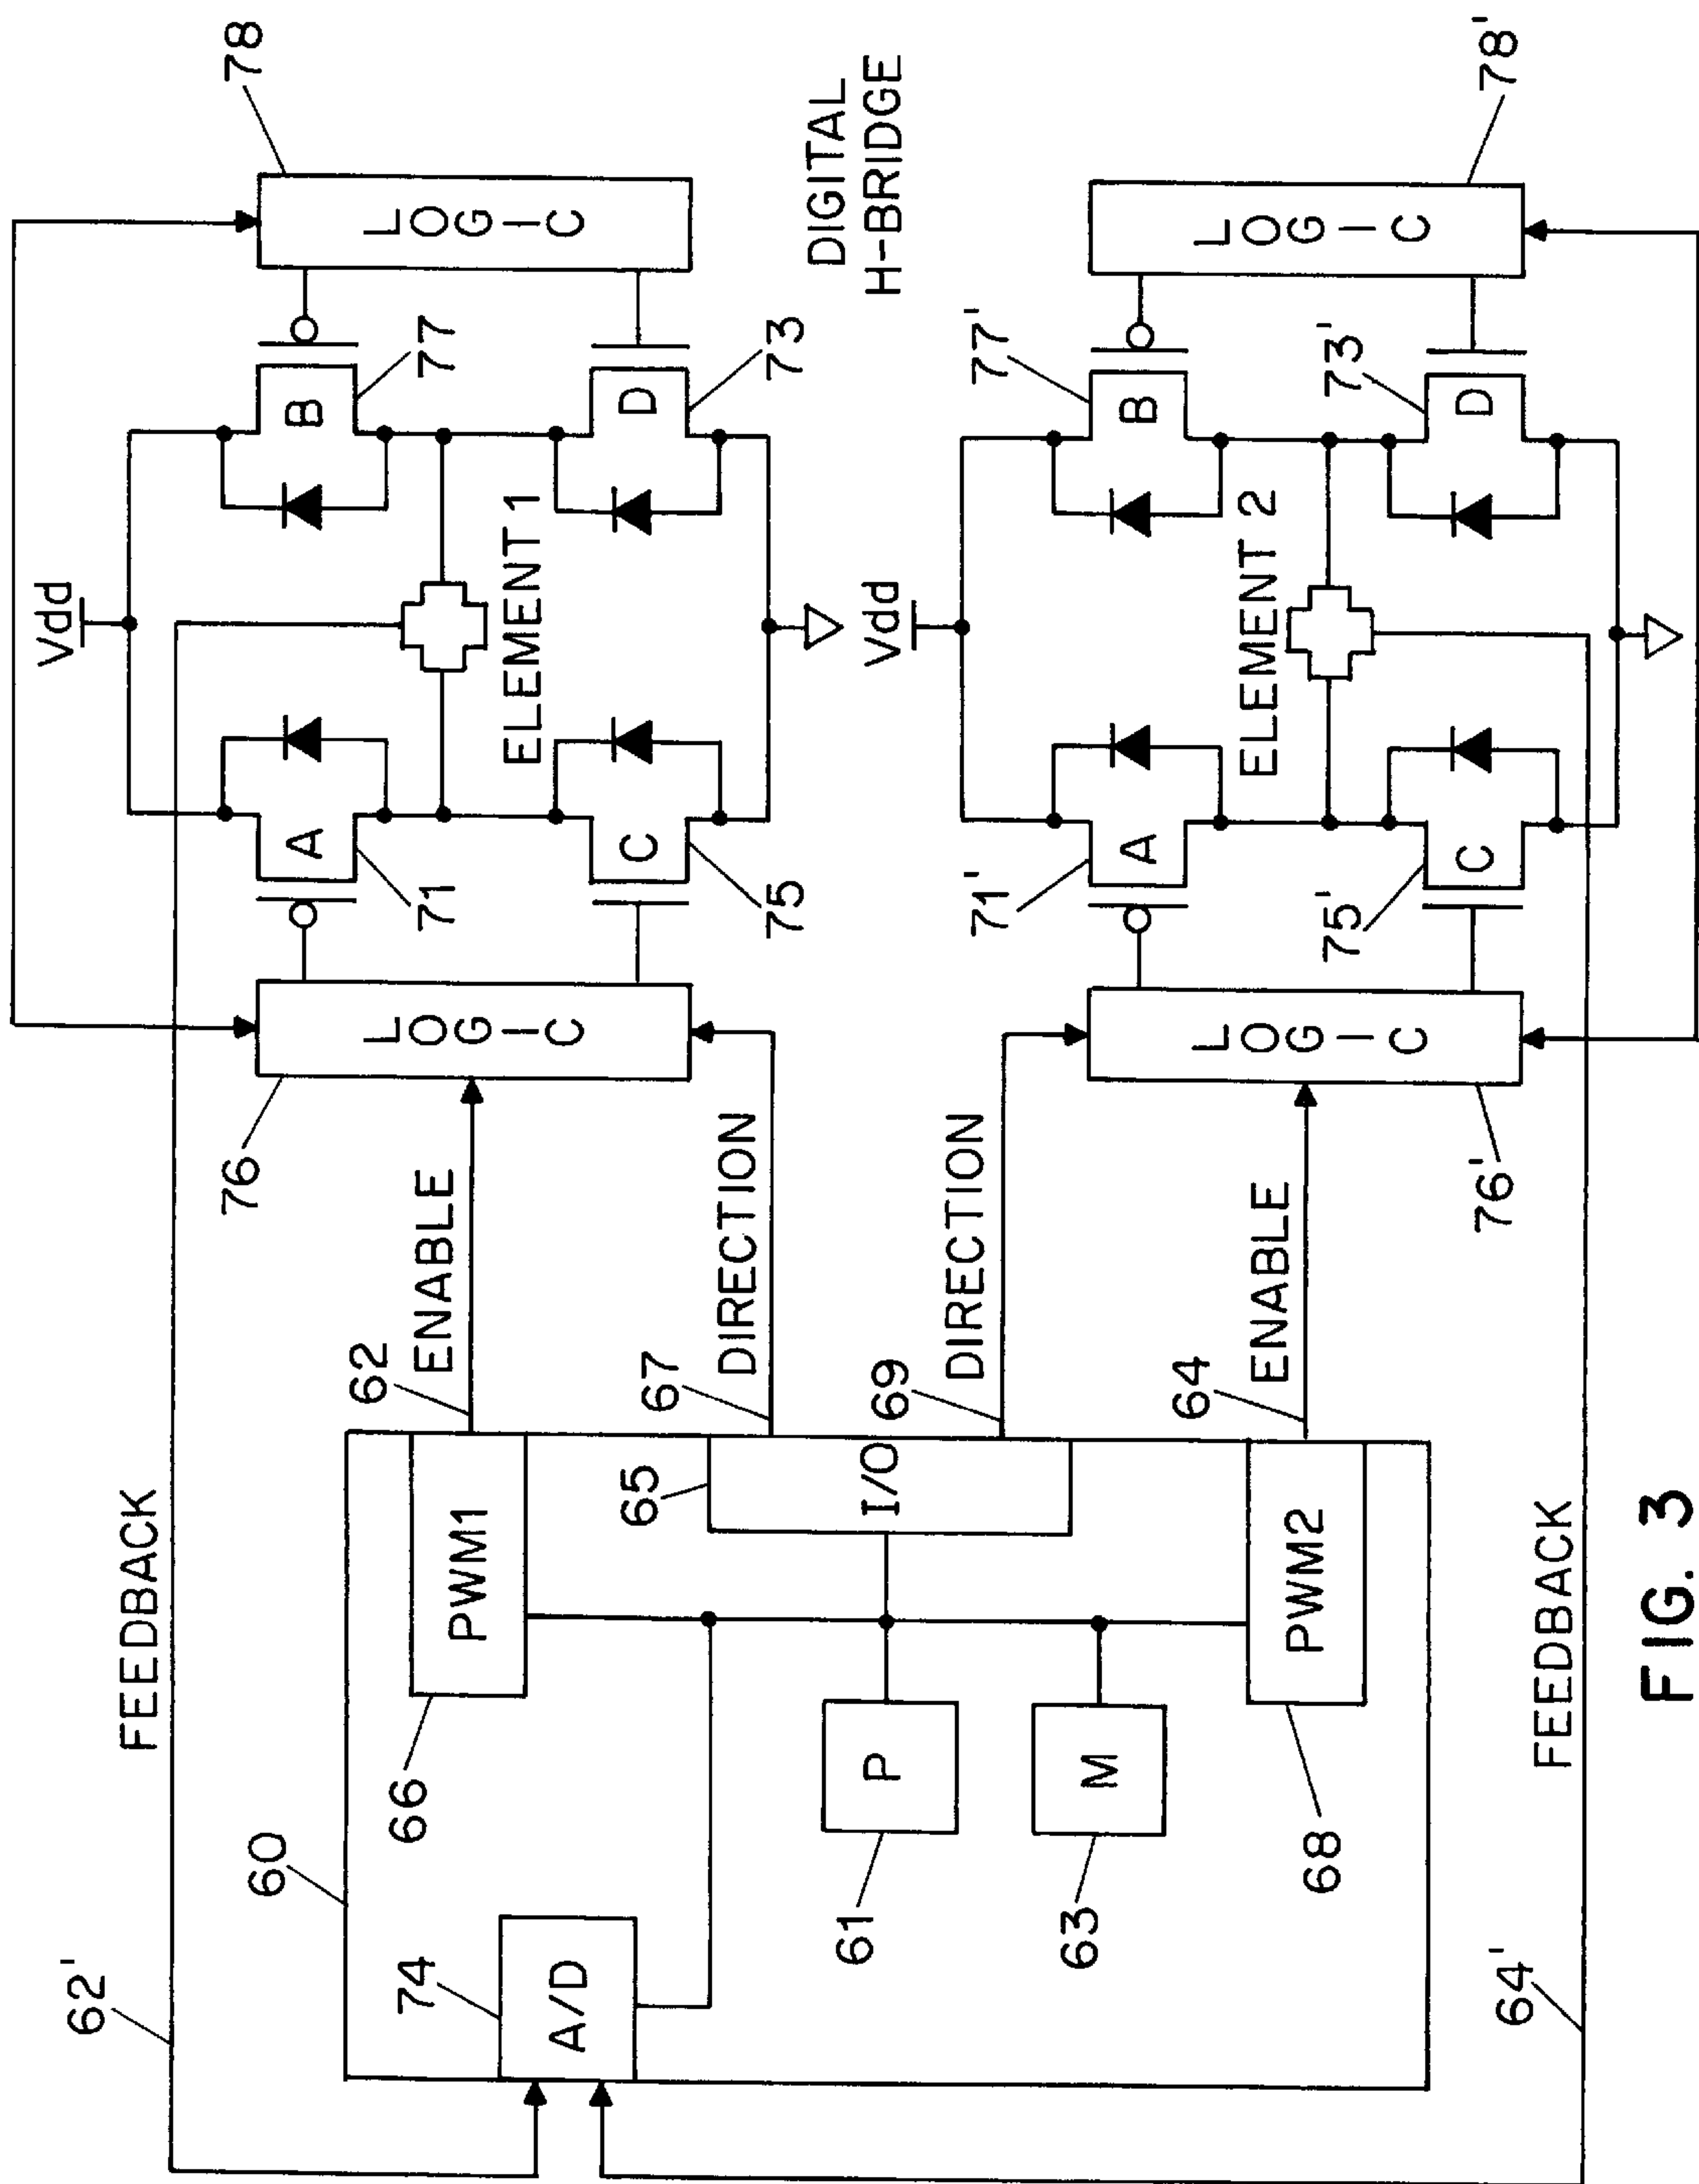 62'
FEEDBACK
60
74
A/D
66
PWM1
62
ENABLE
76
LOGIC
71
A
Vdd
B
77
LOGIC
78
61
P
65
I/O
67
DIRECTION
75
C
ELEMENT 1
D
73
DIGITAL
H-BRIDGE
63
M
69
DIRECTION
71'
A
Vdd
B
77'
LOGIC
78'
68
PWM2
64
ENABLE
76'
LOGIC
75'
C
ELEMENT 2
D
73'
64'
FEEDBACK
FIG. 3